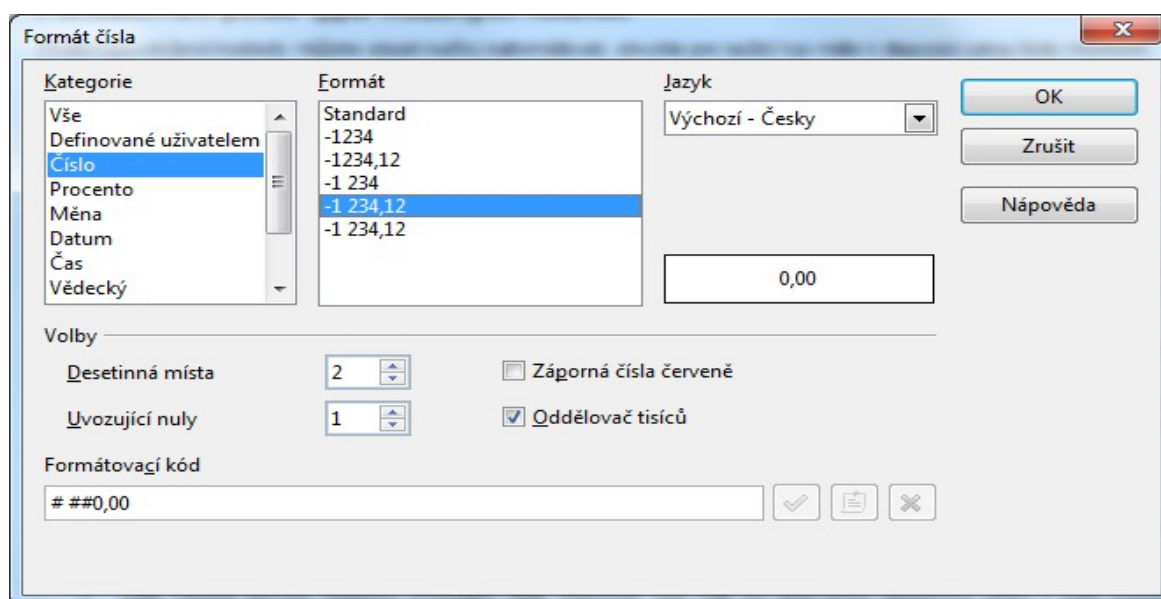 Formát čísla
Kategorie
Vše
Definované uživatelem
Číslo
Procento
Měna
Datum
Čas
Vědecký
Formát
Standard
-1234
-1234,12
-1 234
-1 234,12
-1 234,12
Jazyk
Výchozí - Česky
0,00
OK
Zrušit
Nápověda
Volby
Desetinná místa
2
Záporná čísla červeně
Uvozující nuly
1
Oddělovač tisíců
Formátovací kód
# ##0,00